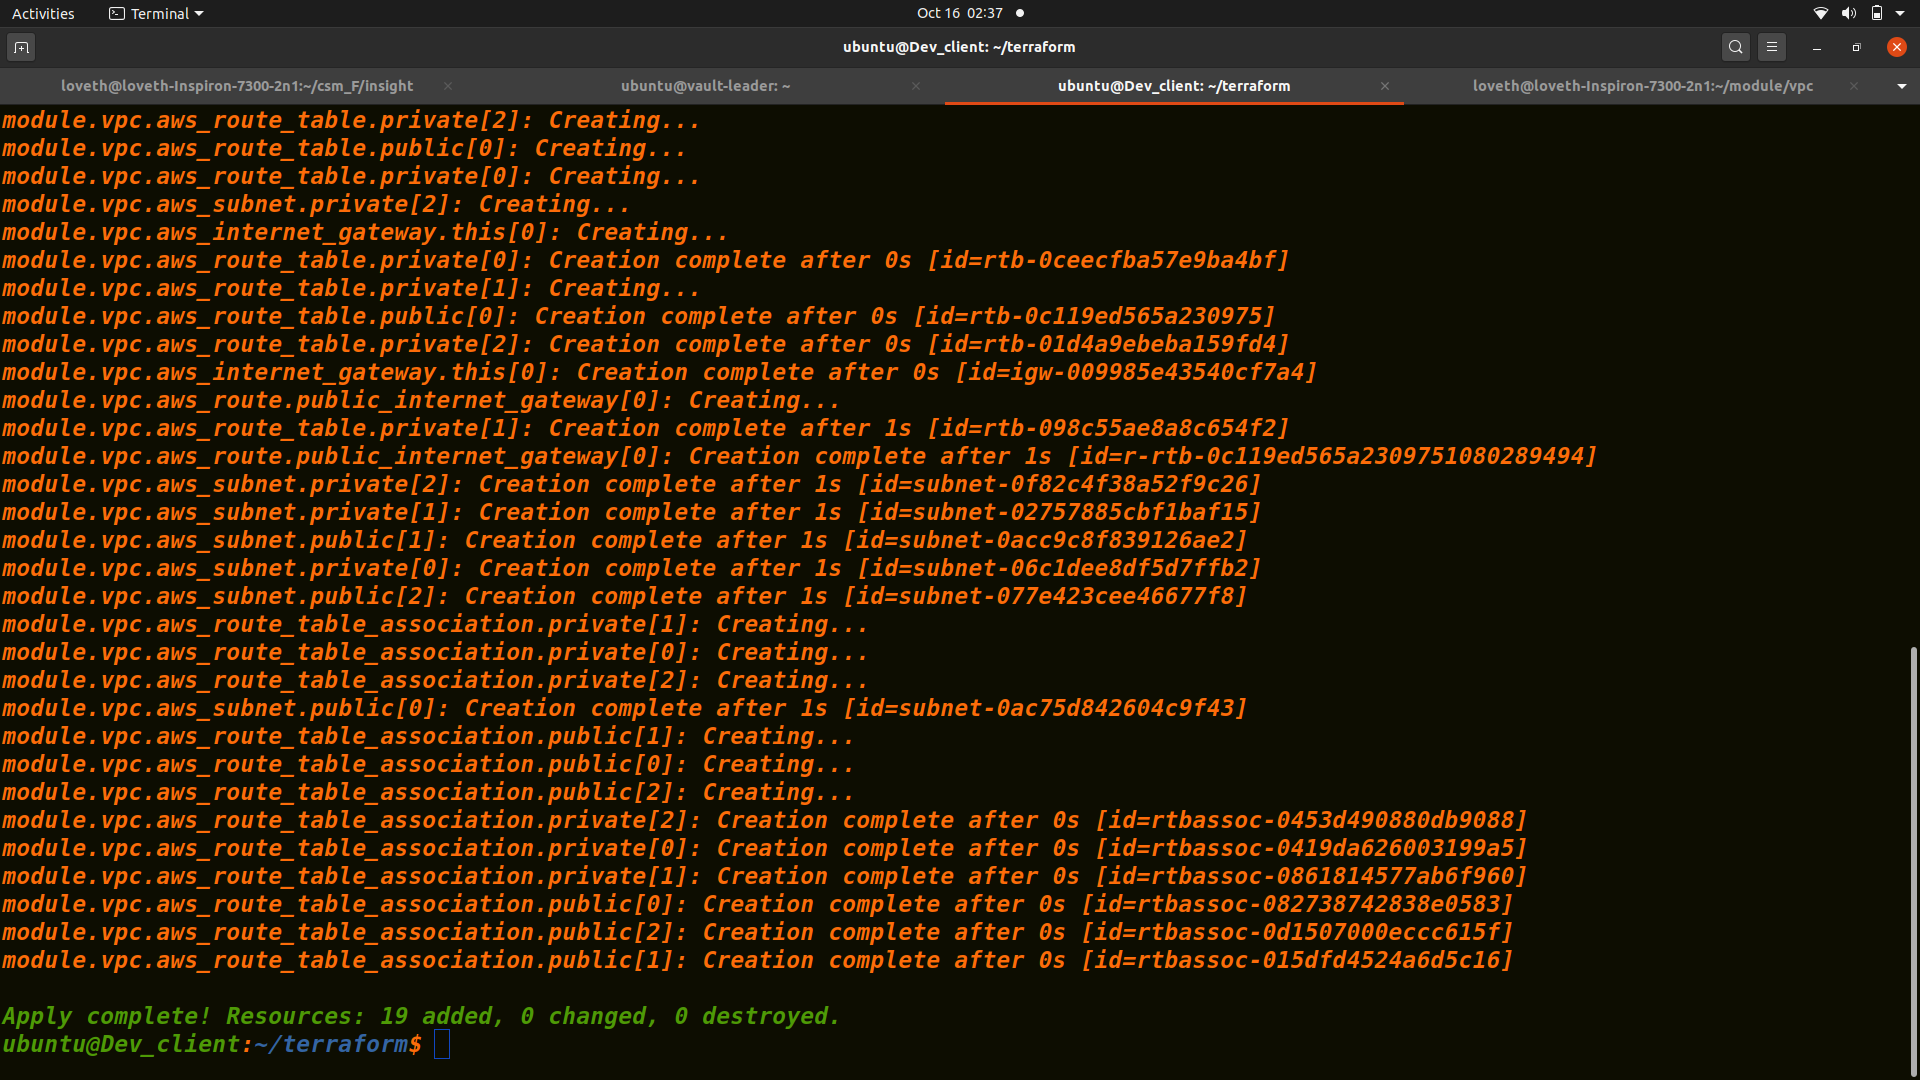 Activities Terminal Oct 16 02:37
ubuntu@Dev_client: ~/terraform
loveth@loveth-Inspiron-7300-2n1:~/csm_F/insight × ubuntu@vault-leader: ~ × ubuntu@Dev_client: ~/terraform × loveth@loveth-Inspiron-7300-2n1:~/module/vpc ×
module.vpc.aws_route_table.private[2]: Creating...
module.vpc.aws_route_table.public[0]: Creating...
module.vpc.aws_route_table.private[0]: Creating...
module.vpc.aws_subnet.private[2]: Creating...
module.vpc.aws_internet_gateway.this[0]: Creating...
module.vpc.aws_route_table.private[0]: Creation complete after 0s [id=rtb-0ceecfba57e9ba4bf]
module.vpc.aws_route_table.private[1]: Creating...
module.vpc.aws_route_table.public[0]: Creation complete after 0s [id=rtb-0c119ed565a230975]
module.vpc.aws_route_table.private[2]: Creation complete after 0s [id=rtb-01d4a9ebeba159fd4]
module.vpc.aws_internet_gateway.this[0]: Creation complete after 0s [id=igw-009985e43540cf7a4]
module.vpc.aws_route.public_internet_gateway[0]: Creating...
module.vpc.aws_route_table.private[1]: Creation complete after 1s [id=rtb-098c55ae8a8c654f2]
module.vpc.aws_route.public_internet_gateway[0]: Creation complete after 1s [id=r-rtb-0c119ed565a2309751080289494]
module.vpc.aws_subnet.private[2]: Creation complete after 1s [id=subnet-0f82c4f38a52f9c26]
module.vpc.aws_subnet.private[1]: Creation complete after 1s [id=subnet-02757885cbf1baf15]
module.vpc.aws_subnet.public[1]: Creation complete after 1s [id=subnet-0acc9c8f839126ae2]
module.vpc.aws_subnet.private[0]: Creation complete after 1s [id=subnet-06c1dee8df5d7ffb2]
module.vpc.aws_subnet.public[2]: Creation complete after 1s [id=subnet-077e423cee46677f8]
module.vpc.aws_route_table_association.private[1]: Creating...
module.vpc.aws_route_table_association.private[0]: Creating...
module.vpc.aws_route_table_association.private[2]: Creating...
module.vpc.aws_subnet.public[0]: Creation complete after 1s [id=subnet-0ac75d842604c9f43]
module.vpc.aws_route_table_association.public[1]: Creating...
module.vpc.aws_route_table_association.public[0]: Creating...
module.vpc.aws_route_table_association.public[2]: Creating...
module.vpc.aws_route_table_association.private[2]: Creation complete after 0s [id=rtbassoc-0453d490880db9088]
module.vpc.aws_route_table_association.private[0]: Creation complete after 0s [id=rtbassoc-0419da626003199a5]
module.vpc.aws_route_table_association.private[1]: Creation complete after 0s [id=rtbassoc-0861814577ab6f960]
module.vpc.aws_route_table_association.public[0]: Creation complete after 0s [id=rtbassoc-082738742838e0583]
module.vpc.aws_route_table_association.public[2]: Creation complete after 0s [id=rtbassoc-0d1507000eccc615f]
module.vpc.aws_route_table_association.public[1]: Creation complete after 0s [id=rtbassoc-015dfd4524a6d5c16]
Apply complete! Resources: 19 added, 0 changed, 0 destroyed.
ubuntu@Dev_client:~/terraform$